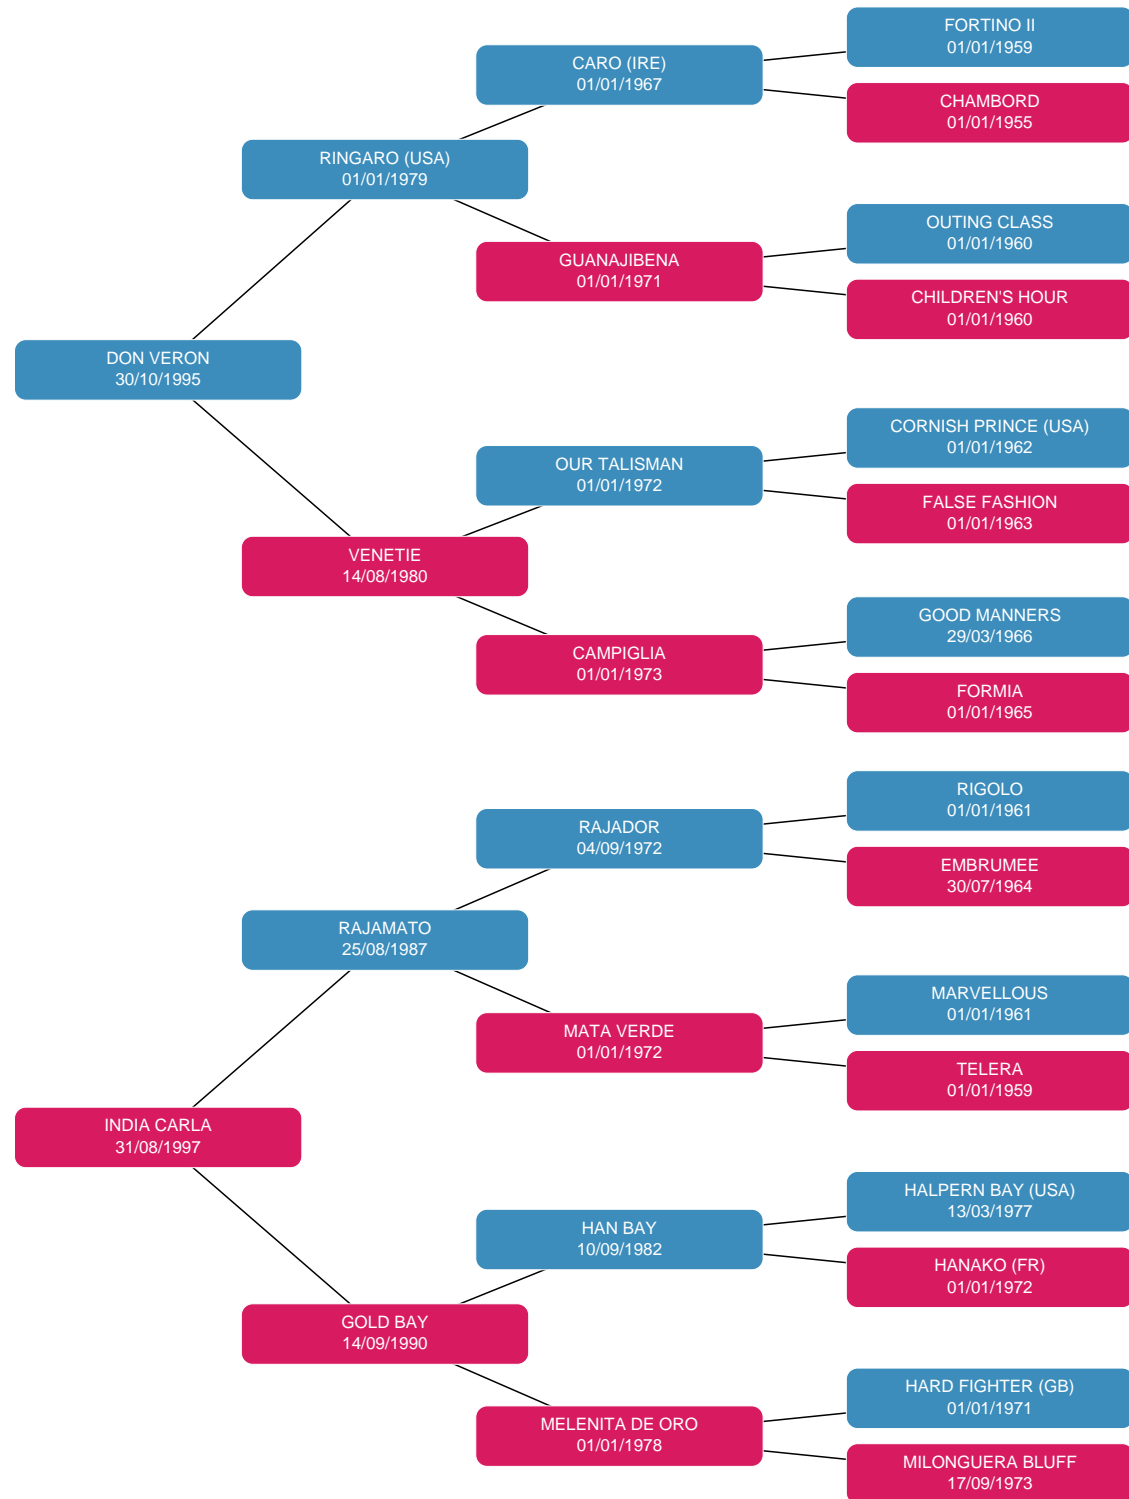 FORTINO II
01/01/1959
CARO (IRE)
01/01/1967
CHAMBORD
01/01/1955
RINGARO (USA)
01/01/1979
OUTING CLASS
01/01/1960
GUANAJIBENA
01/01/1971
CHILDREN'S HOUR
01/01/1960
DON VERON
30/10/1995
CORNISH PRINCE (USA)
01/01/1962
OUR TALISMAN
01/01/1972
FALSE FASHION
01/01/1963
VENETIE
14/08/1980
GOOD MANNERS
29/03/1966
CAMPIGLIA
01/01/1973
FORMIA
01/01/1965
RIGOLO
01/01/1961
RAJADOR
04/09/1972
EMBRUMEE
30/07/1964
RAJAMATO
25/08/1987
MARVELLOUS
01/01/1961
MATA VERDE
01/01/1972
TELERA
01/01/1959
INDIA CARLA
31/08/1997
HALPERN BAY (USA)
13/03/1977
HAN BAY
10/09/1982
HANAKO (FR)
01/01/1972
GOLD BAY
14/09/1990
HARD FIGHTER (GB)
01/01/1971
MELENITA DE ORO
01/01/1978
MILONGUERA BLUFF
17/09/1973